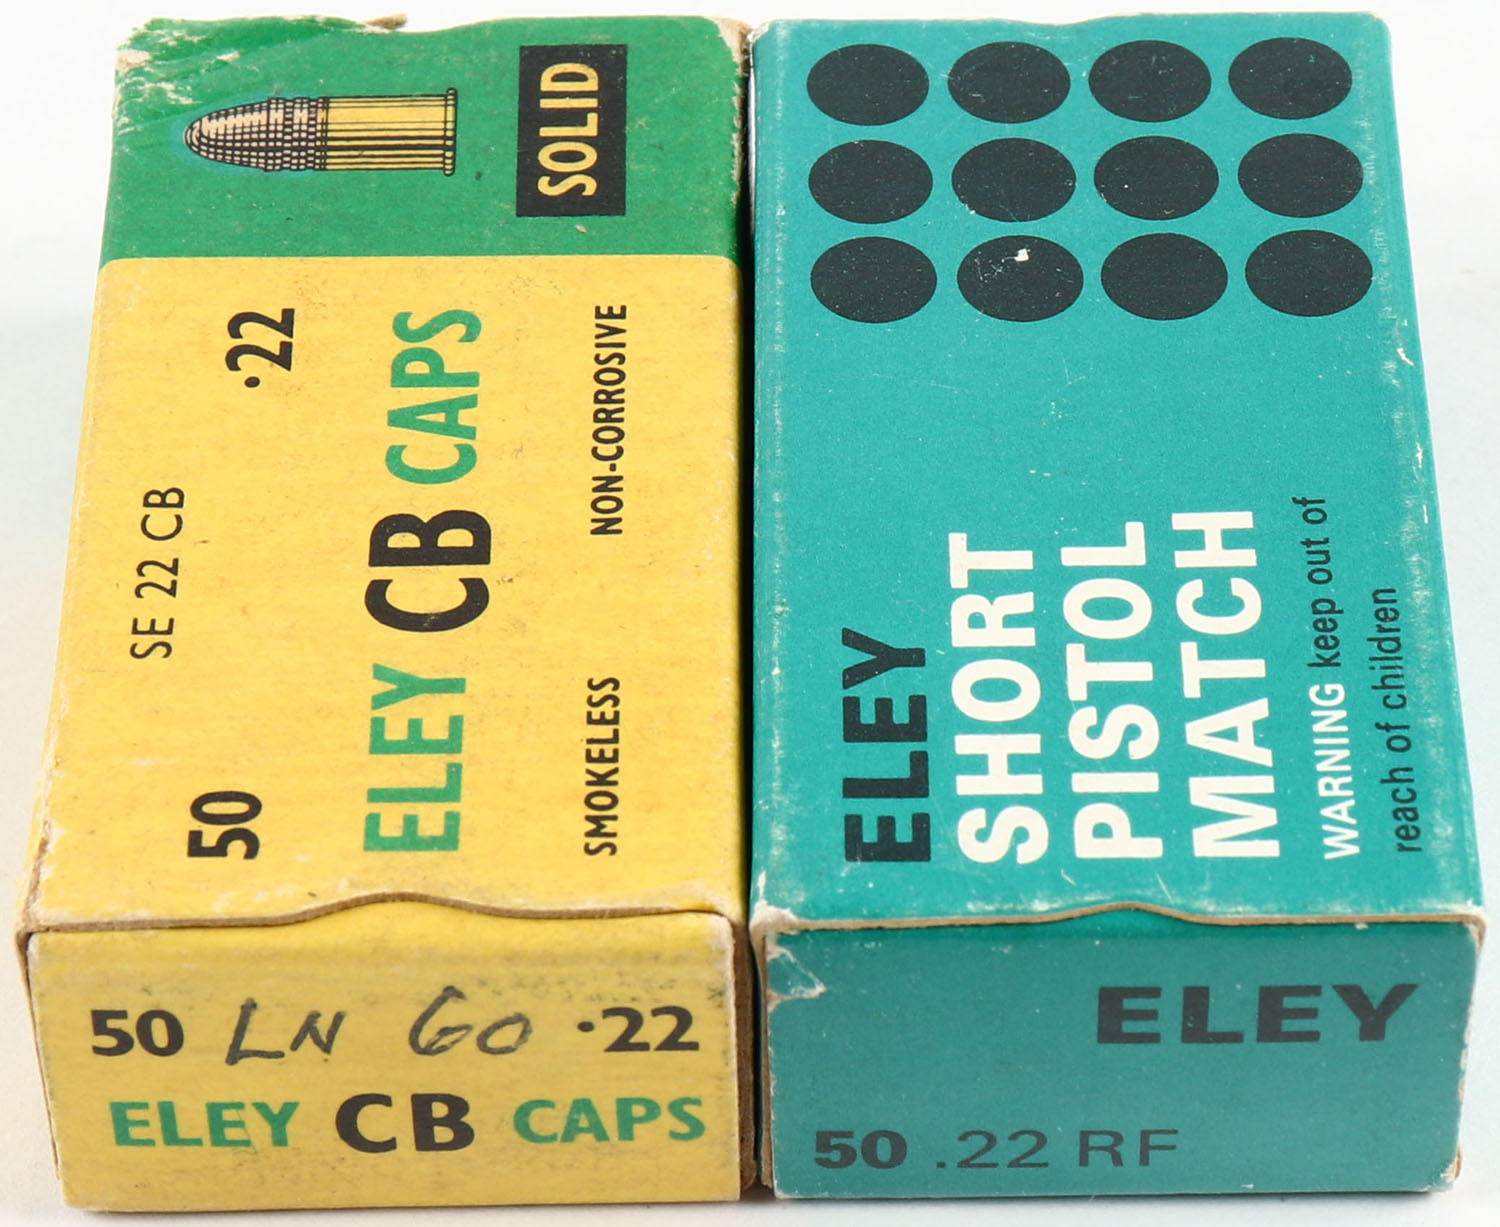 SOLID
SE 22 CB
50 .22
ELEY CB CAPS
SMOKELESS NON-CORROSIVE
50 LN 60 .22
ELEY CB CAPS
ELEY
SHORT
PISTOL
MATCH
WARNING keep out of
reach of children
ELEY
50 .22 RF